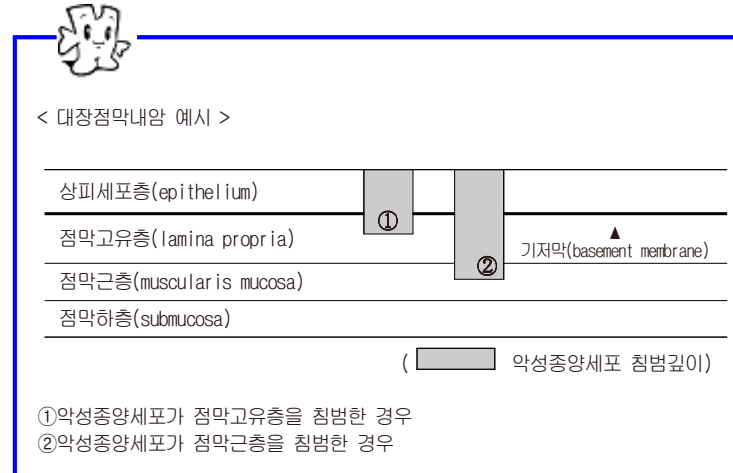 < 대장점막내암 예시 >
상피세포층(epithelium)
①
점막고유층(lamina propria)
▲
기저막(basement membrane)
②
점막근층(muscularis mucosa)
점막하층(submucosa)
( 악성종양세포 침범깊이)
①악성종양세포가 점막고유층을 침범한 경우
②악성종양세포가 점막근층을 침범한 경우